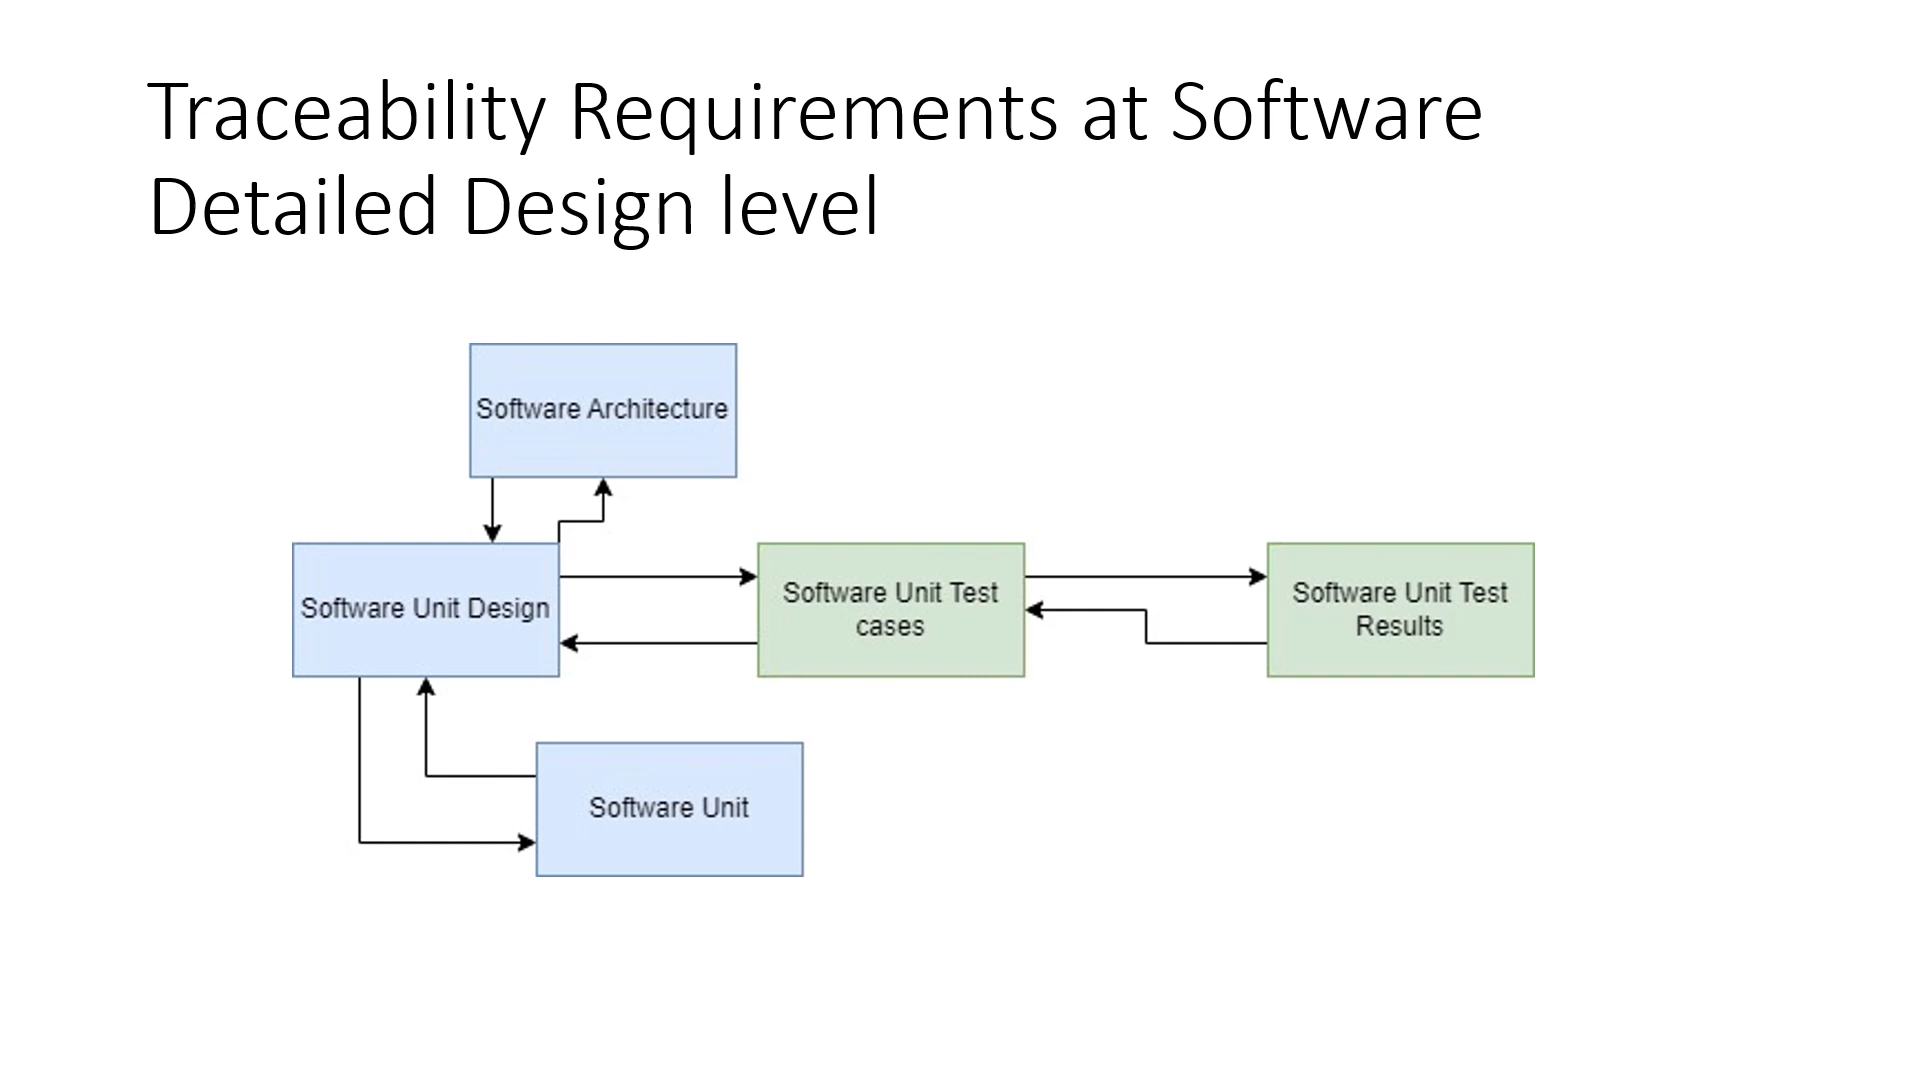 Traceability Requirements at Software
Detailed Design level
Software Architecture
Software Unit Design
Software Unit Test
cases
Software Unit Test
Results
Software Unit